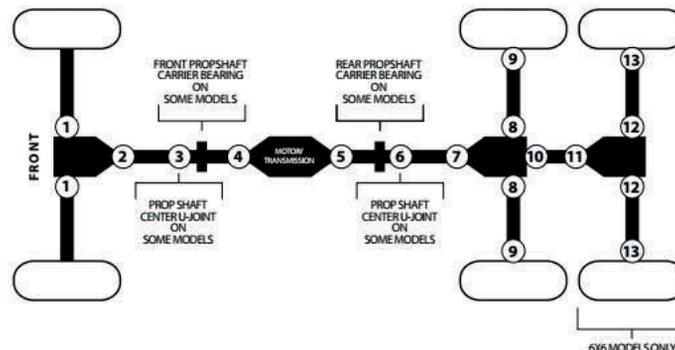 FRONT PROPSHAFT
CARRIER BEARING
ON
SOME MODELS
REAR PROPSHAFT
CARRIER BEARING
ON
SOME MODELS
9
9
13
13
FRONT
1
1
2
3
4
MOTOR/
TRANSMISSION
5
6
7
8
8
10
11
12
12
PROP SHAFT
CENTER U-JOINT
ON
SOME MODELS
PROP SHAFT
CENTER U-JOINT
ON
SOME MODELS
6X6 MODELS ONLY